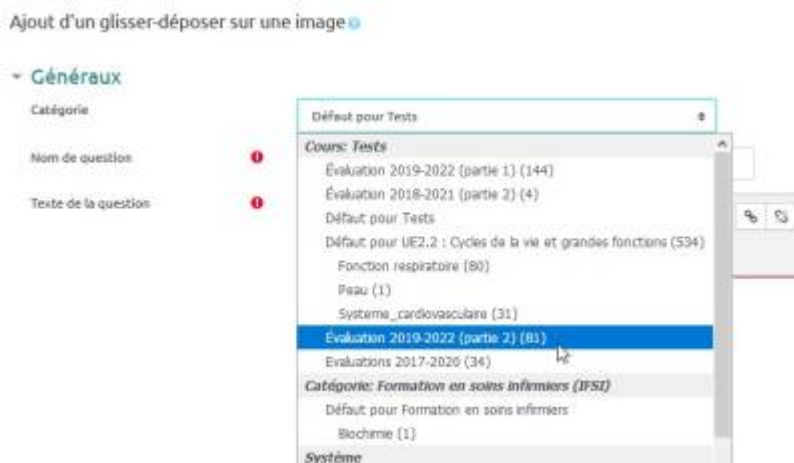 Ajout d'un glisser-déposer sur une image
Généraux
Catégorie
Défaut pour Tests
Nom de question
Texte de la question
Cours: Tests
Évaluation 2019-2022 (partie 1) (144)
Évaluation 2018-2021 (partie 2) (4)
Défaut pour Tests
Défaut pour UE2.2 : Cycles de la vie et grandes fonctions (534)
Fonction respiratoire (80)
Peau (1)
Systeme_cardiovasculaire (31)
Évaluation 2019-2022 (partie 2) (81)
Evaluations 2017-2020 (34)
Catégorie: Formation en soins infirmiers (IFSI)
Défaut pour Formation en soins infirmiers
Biochimie (1)
Système